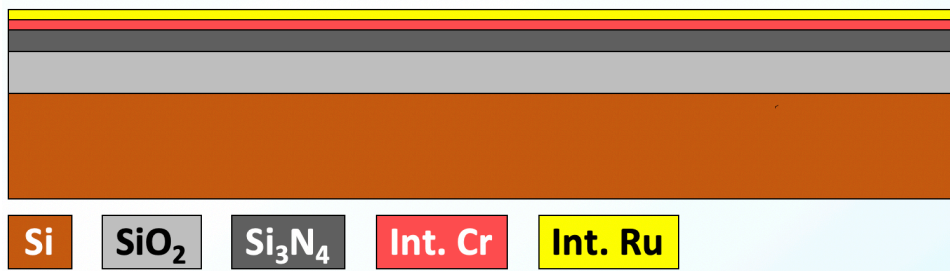 Si SiO₂ Si₃N₄ Int. Cr Int. Ru